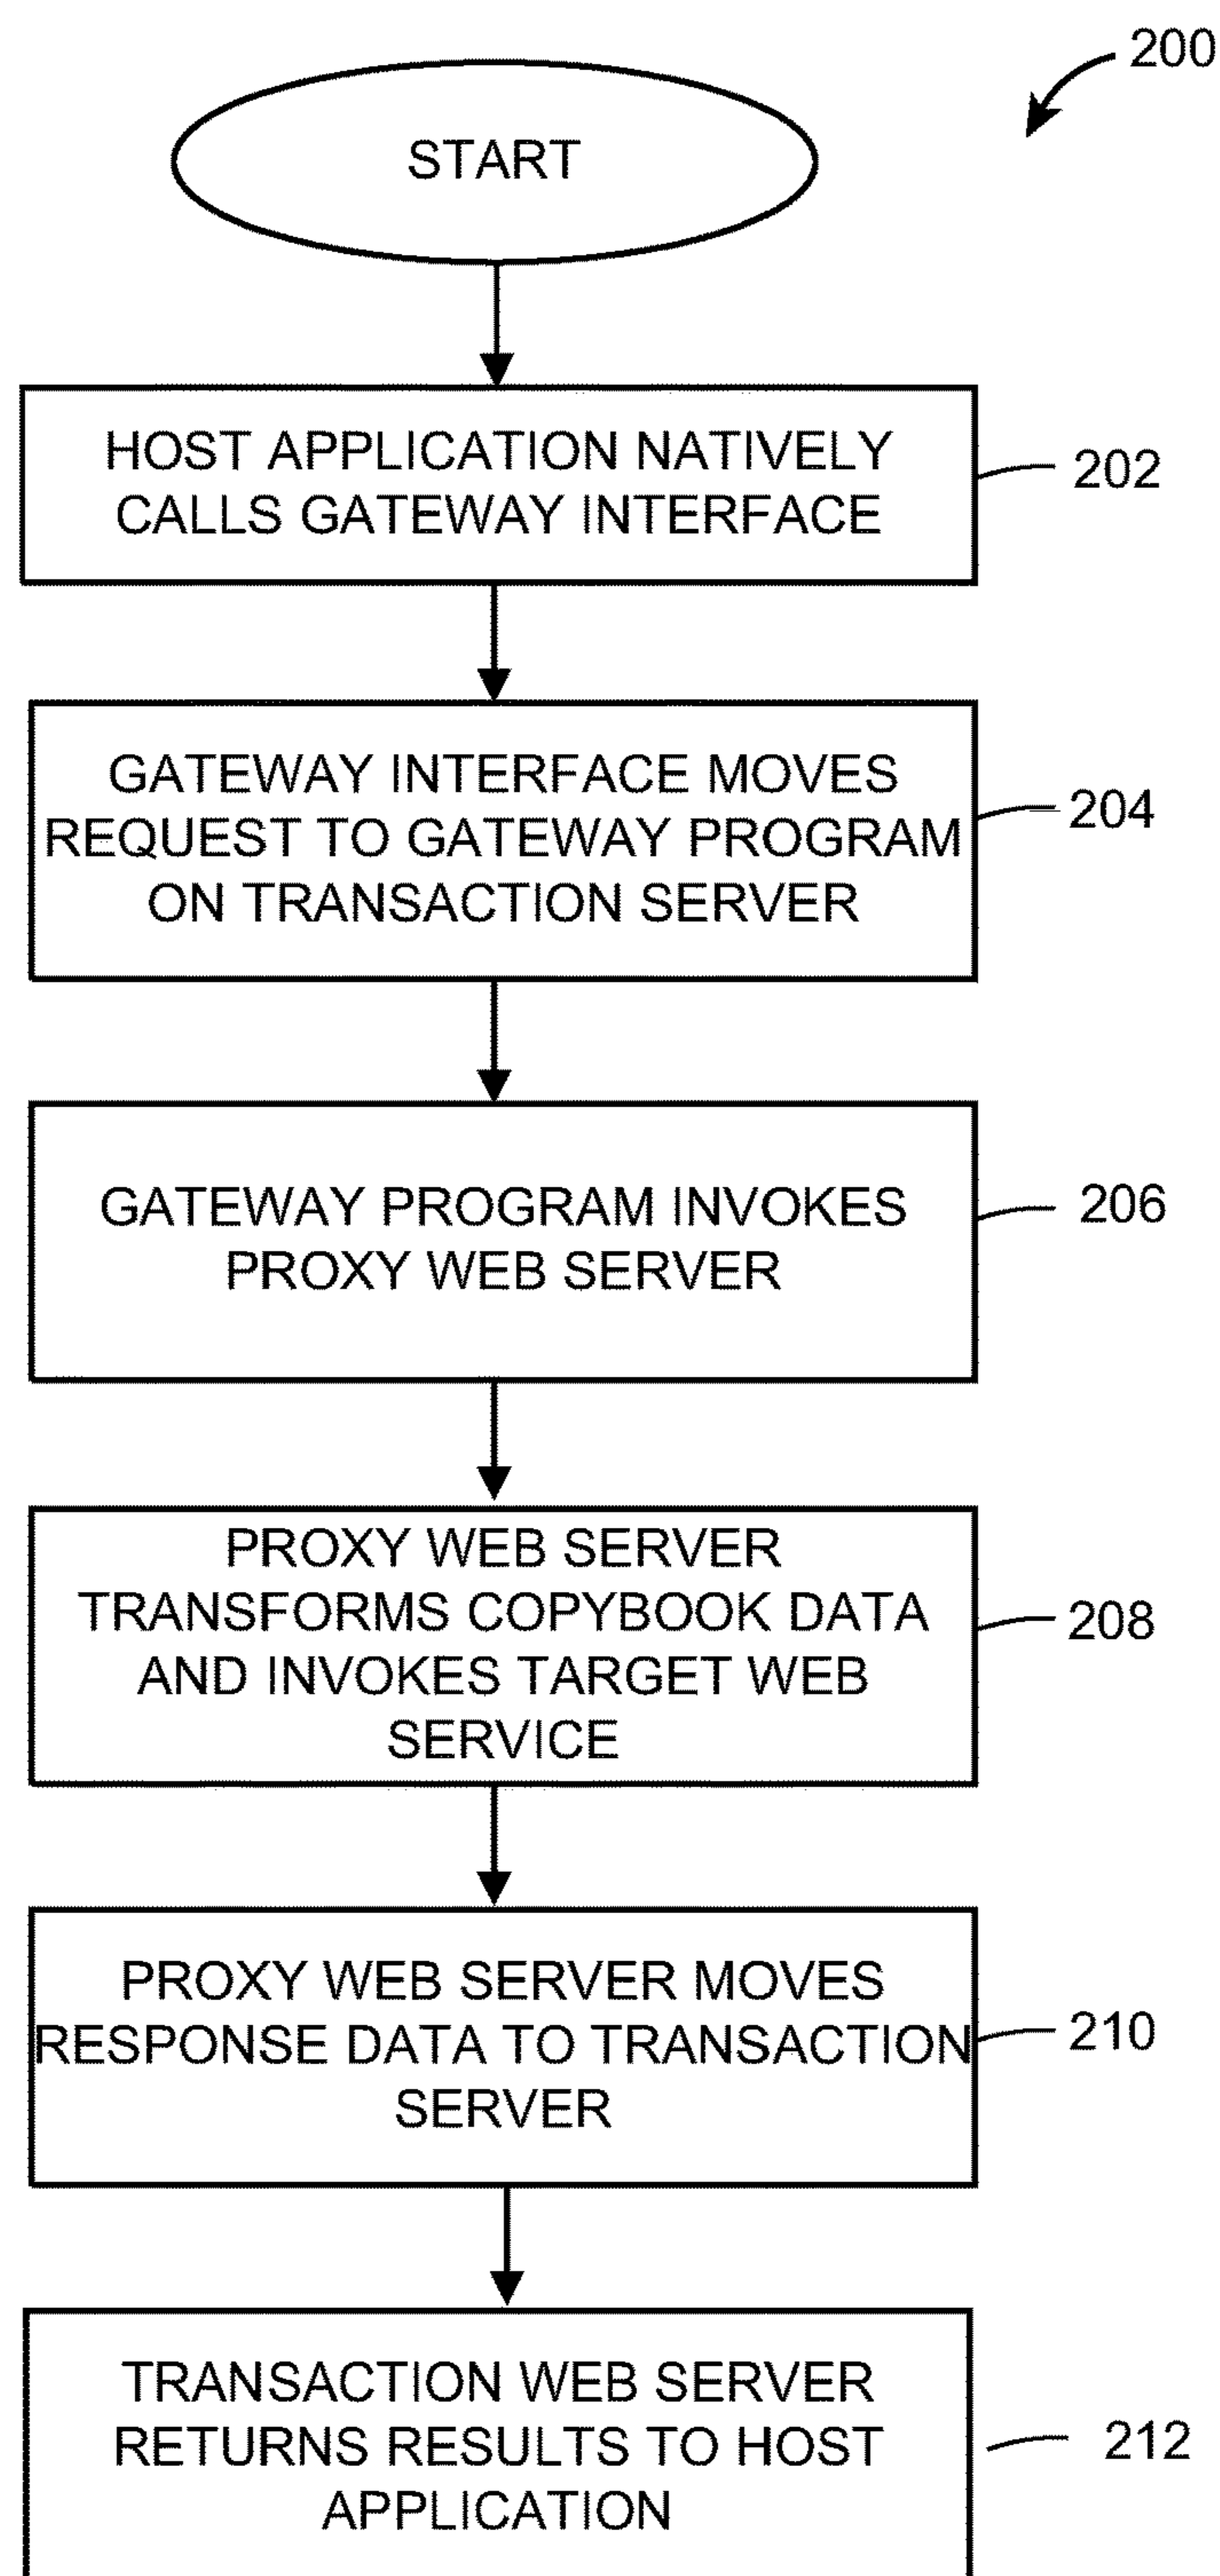 200
START
HOST APPLICATION NATIVELY
CALLS GATEWAY INTERFACE
202
GATEWAY INTERFACE MOVES
REQUEST TO GATEWAY PROGRAM
ON TRANSACTION SERVER
204
GATEWAY PROGRAM INVOKES
PROXY WEB SERVER
206
PROXY WEB SERVER
TRANSFORMS COPYBOOK DATA
AND INVOKES TARGET WEB
SERVICE
208
PROXY WEB SERVER MOVES
RESPONSE DATA TO TRANSACTION
SERVER
210
TRANSACTION WEB SERVER
RETURNS RESULTS TO HOST
APPLICATION
212